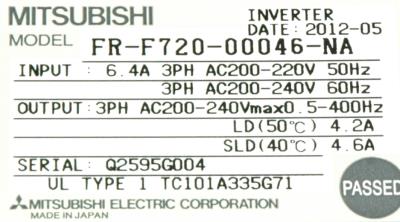 MITSUBISHI INVERTER
DATE: 2012-05
MODEL FR-F720-00046-NA
INPUT : 6.4A 3PH AC200-220V 50Hz
3PH AC200-240V 60Hz
OUTPUT:3PH AC200-240Vmax0.5-400Hz
LD(50℃) 4.2A
SLD(40℃) 4.6A
SERIAL: Q2595G004
UL TYPE 1 TC101A335G71
PASSED
MITSUBISHI ELECTRIC CORPORATION
MADE IN JAPAN